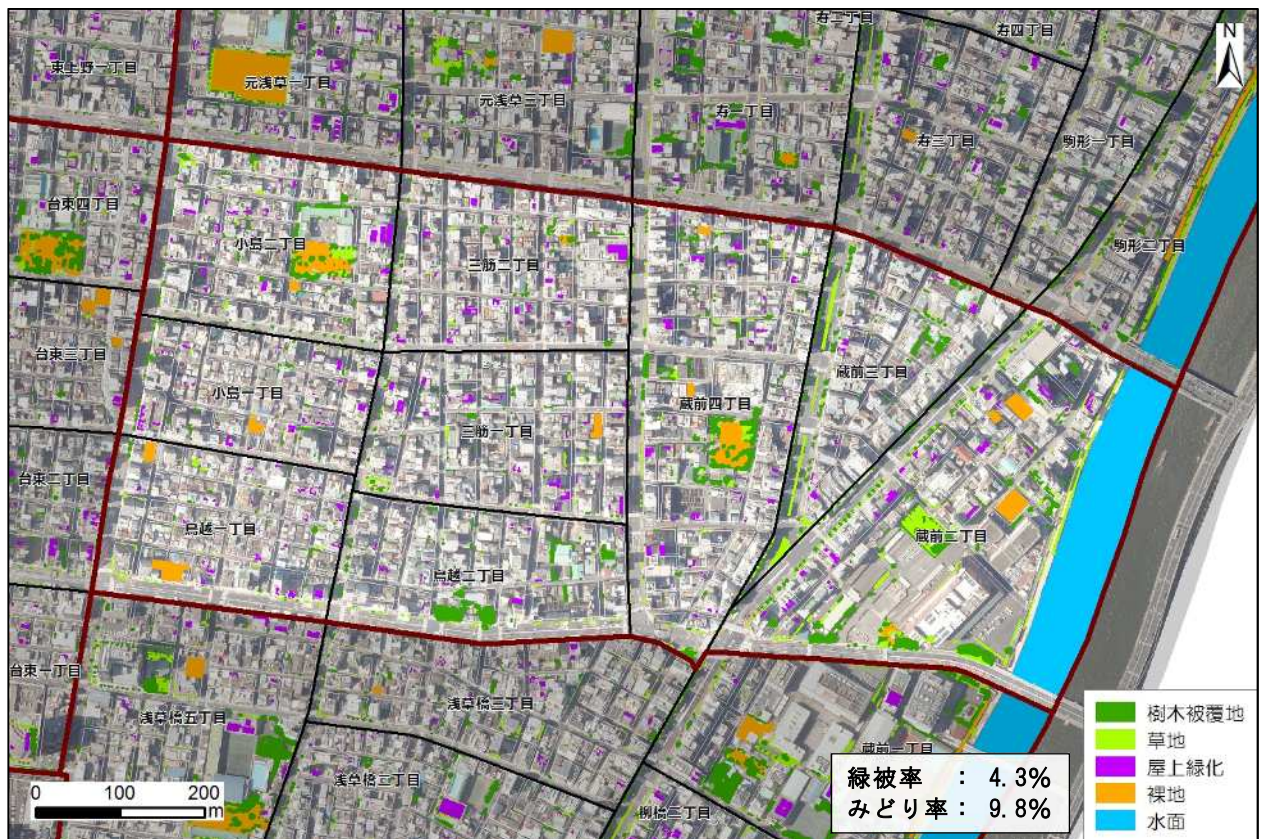 寿二丁目
寿四丁目
N
東上野一丁目
元浅草一丁目
元浅草三丁目
寿一丁目
寿三丁目
駒形一丁目
台東四丁目
小島二丁目
三筋二丁目
駒形二丁目
台東三丁目
小島一丁目
蔵前三丁目
蔵前四丁目
三筋一丁目
台東二丁目
鳥越一丁目
蔵前二丁目
鳥越二丁目
台東一丁目
浅草橋五丁目
浅草橋三丁目
蔵前一丁目
浅草橋二丁目
柳橋二丁目
0 100 200
m
緑被率 : 4.3%
みどり率 : 9.8%
樹木被覆地
草地
屋上緑化
裸地
水面